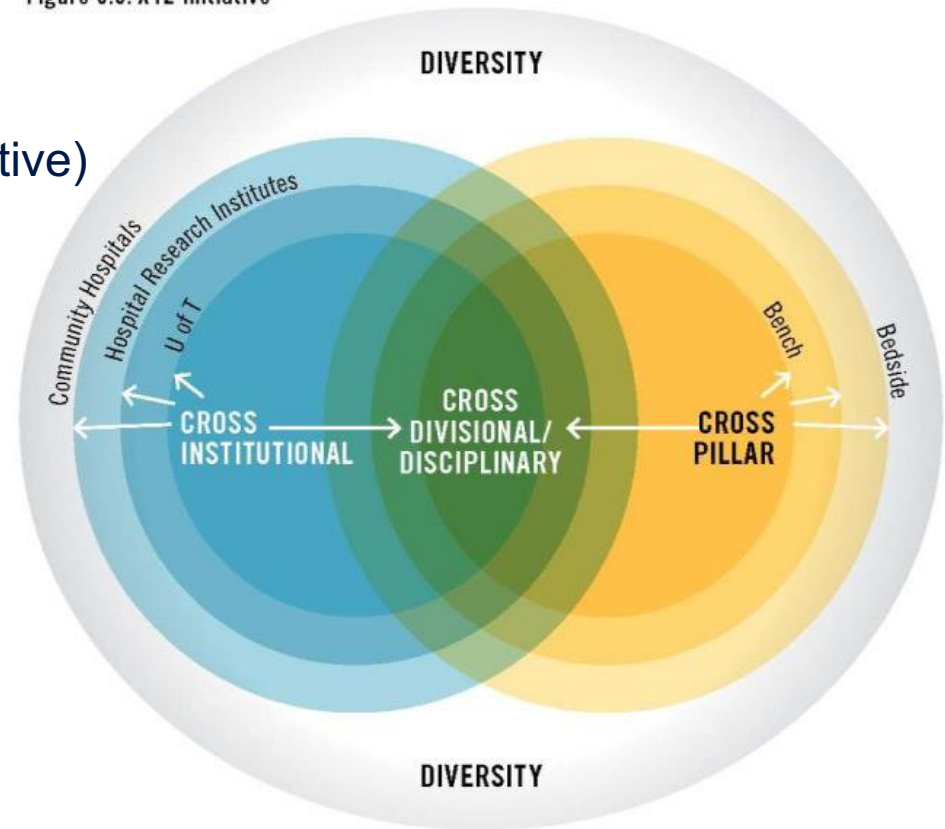 DIVERSITY
tive)
Community Hospitals
Hospital Research Institutes
U of T
Bench
Bedside
CROSS
INSTITUTIONAL
CROSS
DIVISIONAL/
DISCIPLINARY
CROSS
PILLAR
DIVERSITY